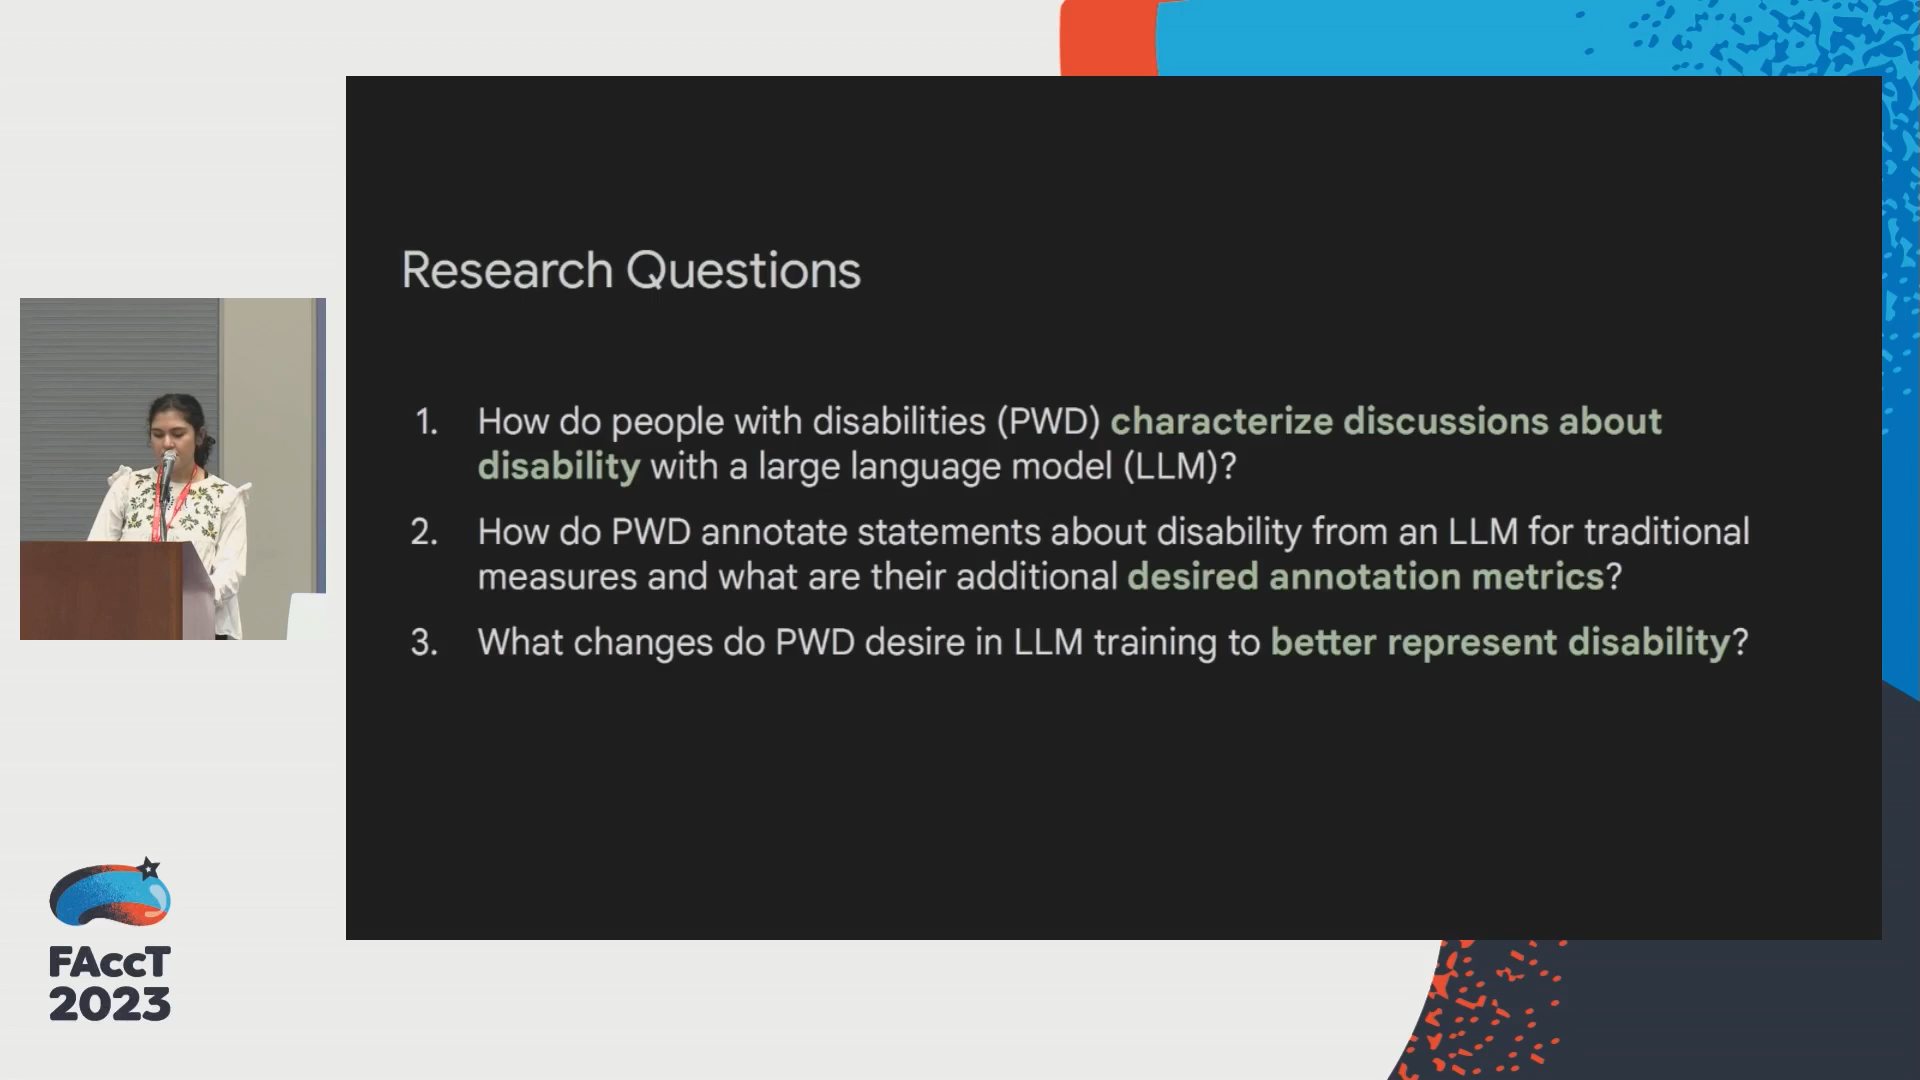 Research Questions
1. How do people with disabilities (PWD) characterize discussions about
disability with a large language model (LLM)?
2. How do PWD annotate statements about disability from an LLM for traditional
measures and what are their additional desired annotation metrics?
3. What changes do PWD desire in LLM training to better represent disability?
FAccT
2023